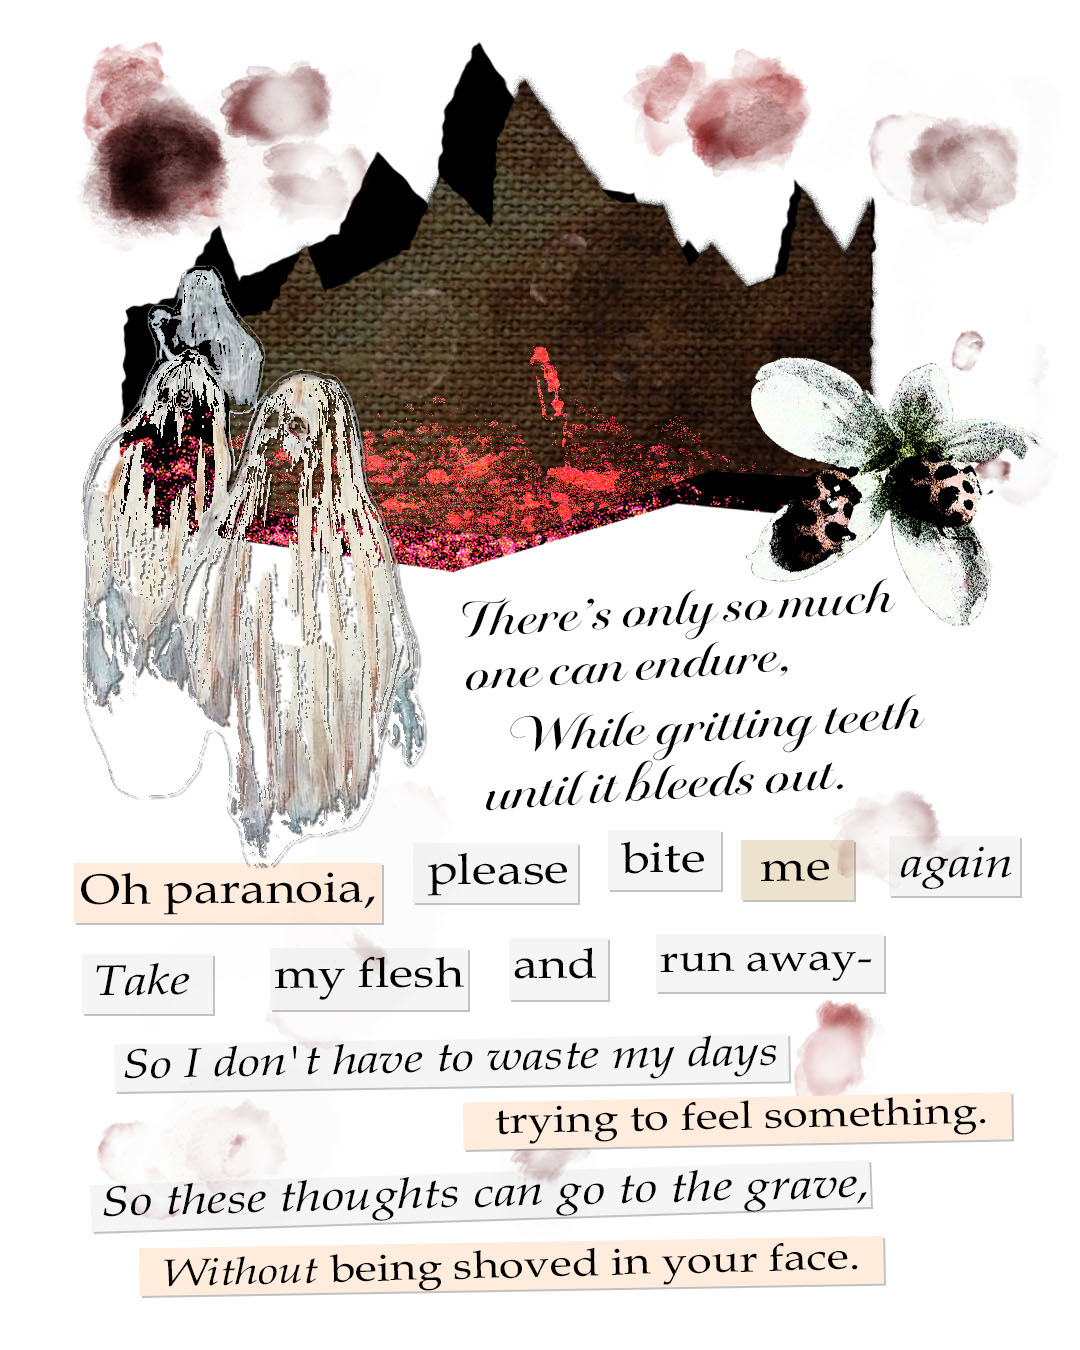 There's only so much
one can endure,
While gritting teeth
until it bleeds out.
Oh paranoia, please bite me again
Take my flesh and run away-
So I don't have to waste my days
trying to feel something.
So these thoughts can go to the grave,
Without being shoved in your face.